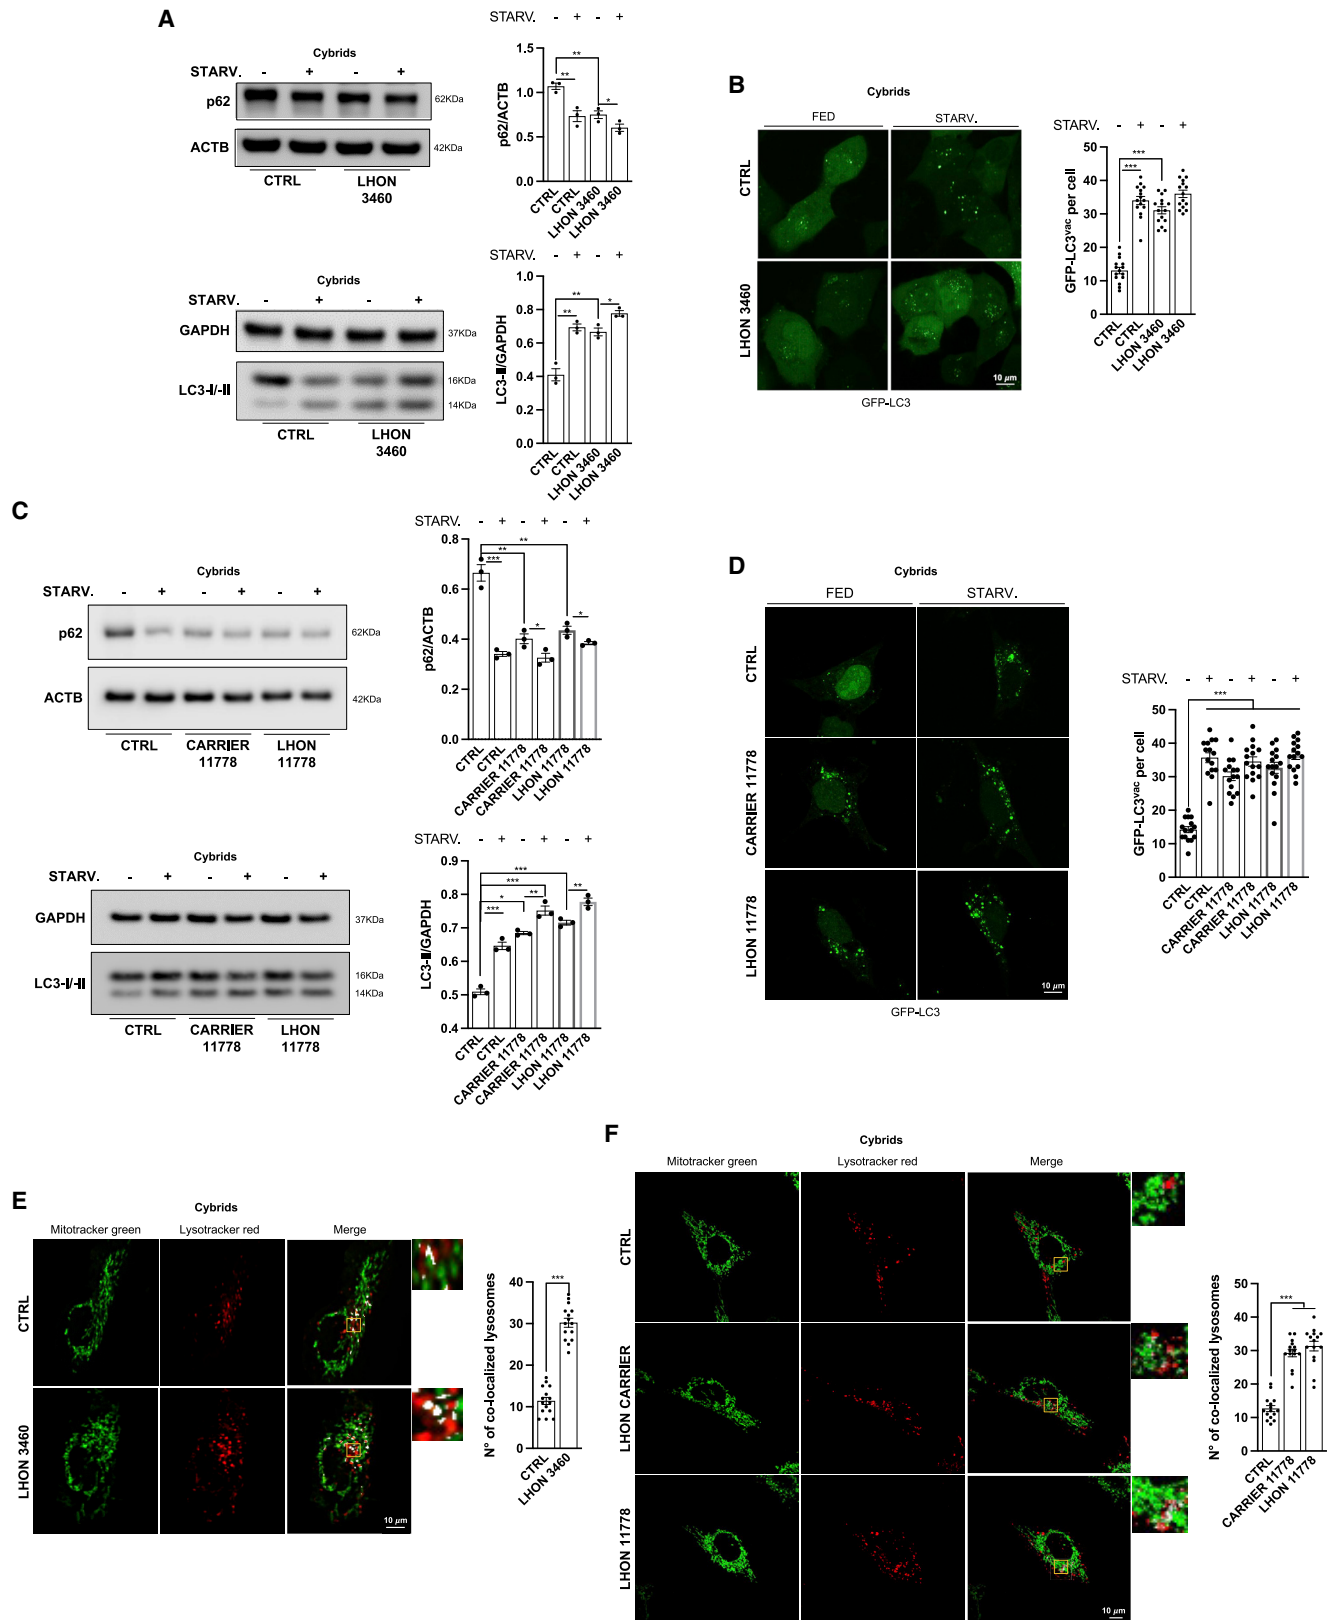 A
Cybrids
STARV. - + - +
p62 62KDa
ACTB 42KDa
CTRL LHON
3460
STARV. - + - +
p62/ACTB
1.5
1.0
0.5
0.0
** ** *
CTRL CTRL LHON 3460 LHON 3460
Cybrids
STARV. - + - +
GAPDH 37KDa
LC3-I/-II 16KDa
14KDa
CTRL LHON
3460
STARV. - + - +
LC3-II/GAPDH
1.0
0.8
0.6
0.4
0.2
0.0
** ** *
CTRL CTRL LHON 3460 LHON 3460
B
Cybrids
FED STARV.
CTRL
LHON 3460
10 µm
GFP-LC3
STARV. - + - +
GFP-LC3vac per cell
50
40
30
20
10
0
*** ***
CTRL CTRL LHON 3460 LHON 3460
C
Cybrids
STARV. - + - + - +
p62 62KDa
ACTB 42KDa
CTRL CARRIER LHON
11778 11778
STARV. - + - + - +
p62/ACTB
0.8
0.6
0.4
0.2
0.0
** ** *** * *
CTRL CTRL CARRIER 11778 CARRIER 11778 LHON 11778 LHON 11778
Cybrids
STARV. - + - + - +
GAPDH 37KDa
LC3-I/-II 16KDa
14KDa
CTRL CARRIER LHON
11778 11778
STARV. - + - + - +
LC3-II/GAPDH
0.9
0.8
0.7
0.6
0.5
0.4
*** *** * *** ** **
CTRL CTRL CARRIER 11778 CARRIER 11778 LHON 11778 LHON 11778
D
Cybrids
FED STARV.
CTRL
CARRIER 11778
LHON 11778
10 µm
GFP-LC3
STARV. - + - + - +
GFP-LC3vac per cell
50
40
30
20
10
0
***
CTRL CTRL CARRIER 11778 CARRIER 11778 LHON 11778 LHON 11778
E
Cybrids
Mitotracker green Lysotracker red Merge
CTRL
LHON 3460
10 µm
N° of co-localized lysosomes
40
30
20
10
0
***
CTRL LHON 3460
F
Cybrids
Mitotracker green Lysotracker red Merge
CTRL
LHON CARRIER
LHON 11778
10 µm
N° of co-localized lysosomes
50
40
30
20
10
0
***
CTRL CARRIER 11778 LHON 11778